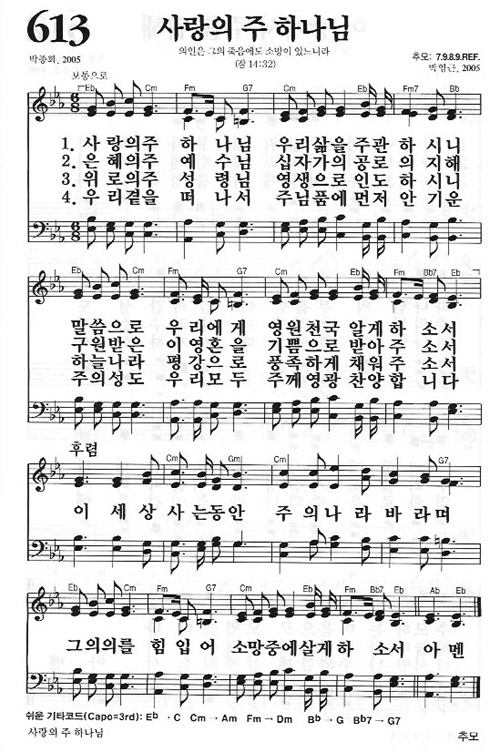 613 사랑의 주 하나님
의인은 그의 죽음에도 소망이 있느니라
(잠 14:32)
박종화, 2005
추모: 7.9.8.9.REF.
박영근, 2005
보통으로
Eb Cm Fm G7 Cm Eb Fm7 Bb
1. 사랑의주 하나님 우리삶을주관하시니
2. 은혜의주 예수님 십자가의공로의지해
3. 위로의주 성령님 영생으로인도하시니
4. 우리곁을 떠나서 주님품에먼저안기운
Eb Cm Fm G7 Cm Eb Fm Bb7 Eb
말씀으로 우리에게 영원천국알게하소서
구원받은 이영혼을 기쁨으로받아주소서
하늘나라 평강으로 풍족하게채워주소서
주의성도 우리모두 주께영광찬양합니다
후렴
Cm Gm Cm Eb Cm G7
이세상사는동안 주의나라바라며
Eb Cm Fm G7 Cm Eb Fm Bb7 Eb Ab Eb
그의의를힘입어 소망중에살게하소서아멘
쉬운 기타코드(Capo=3rd): Eb → C Cm → Am Fm → Dm Bb → G Bb7 → G7
사랑의 주 하나님 추모